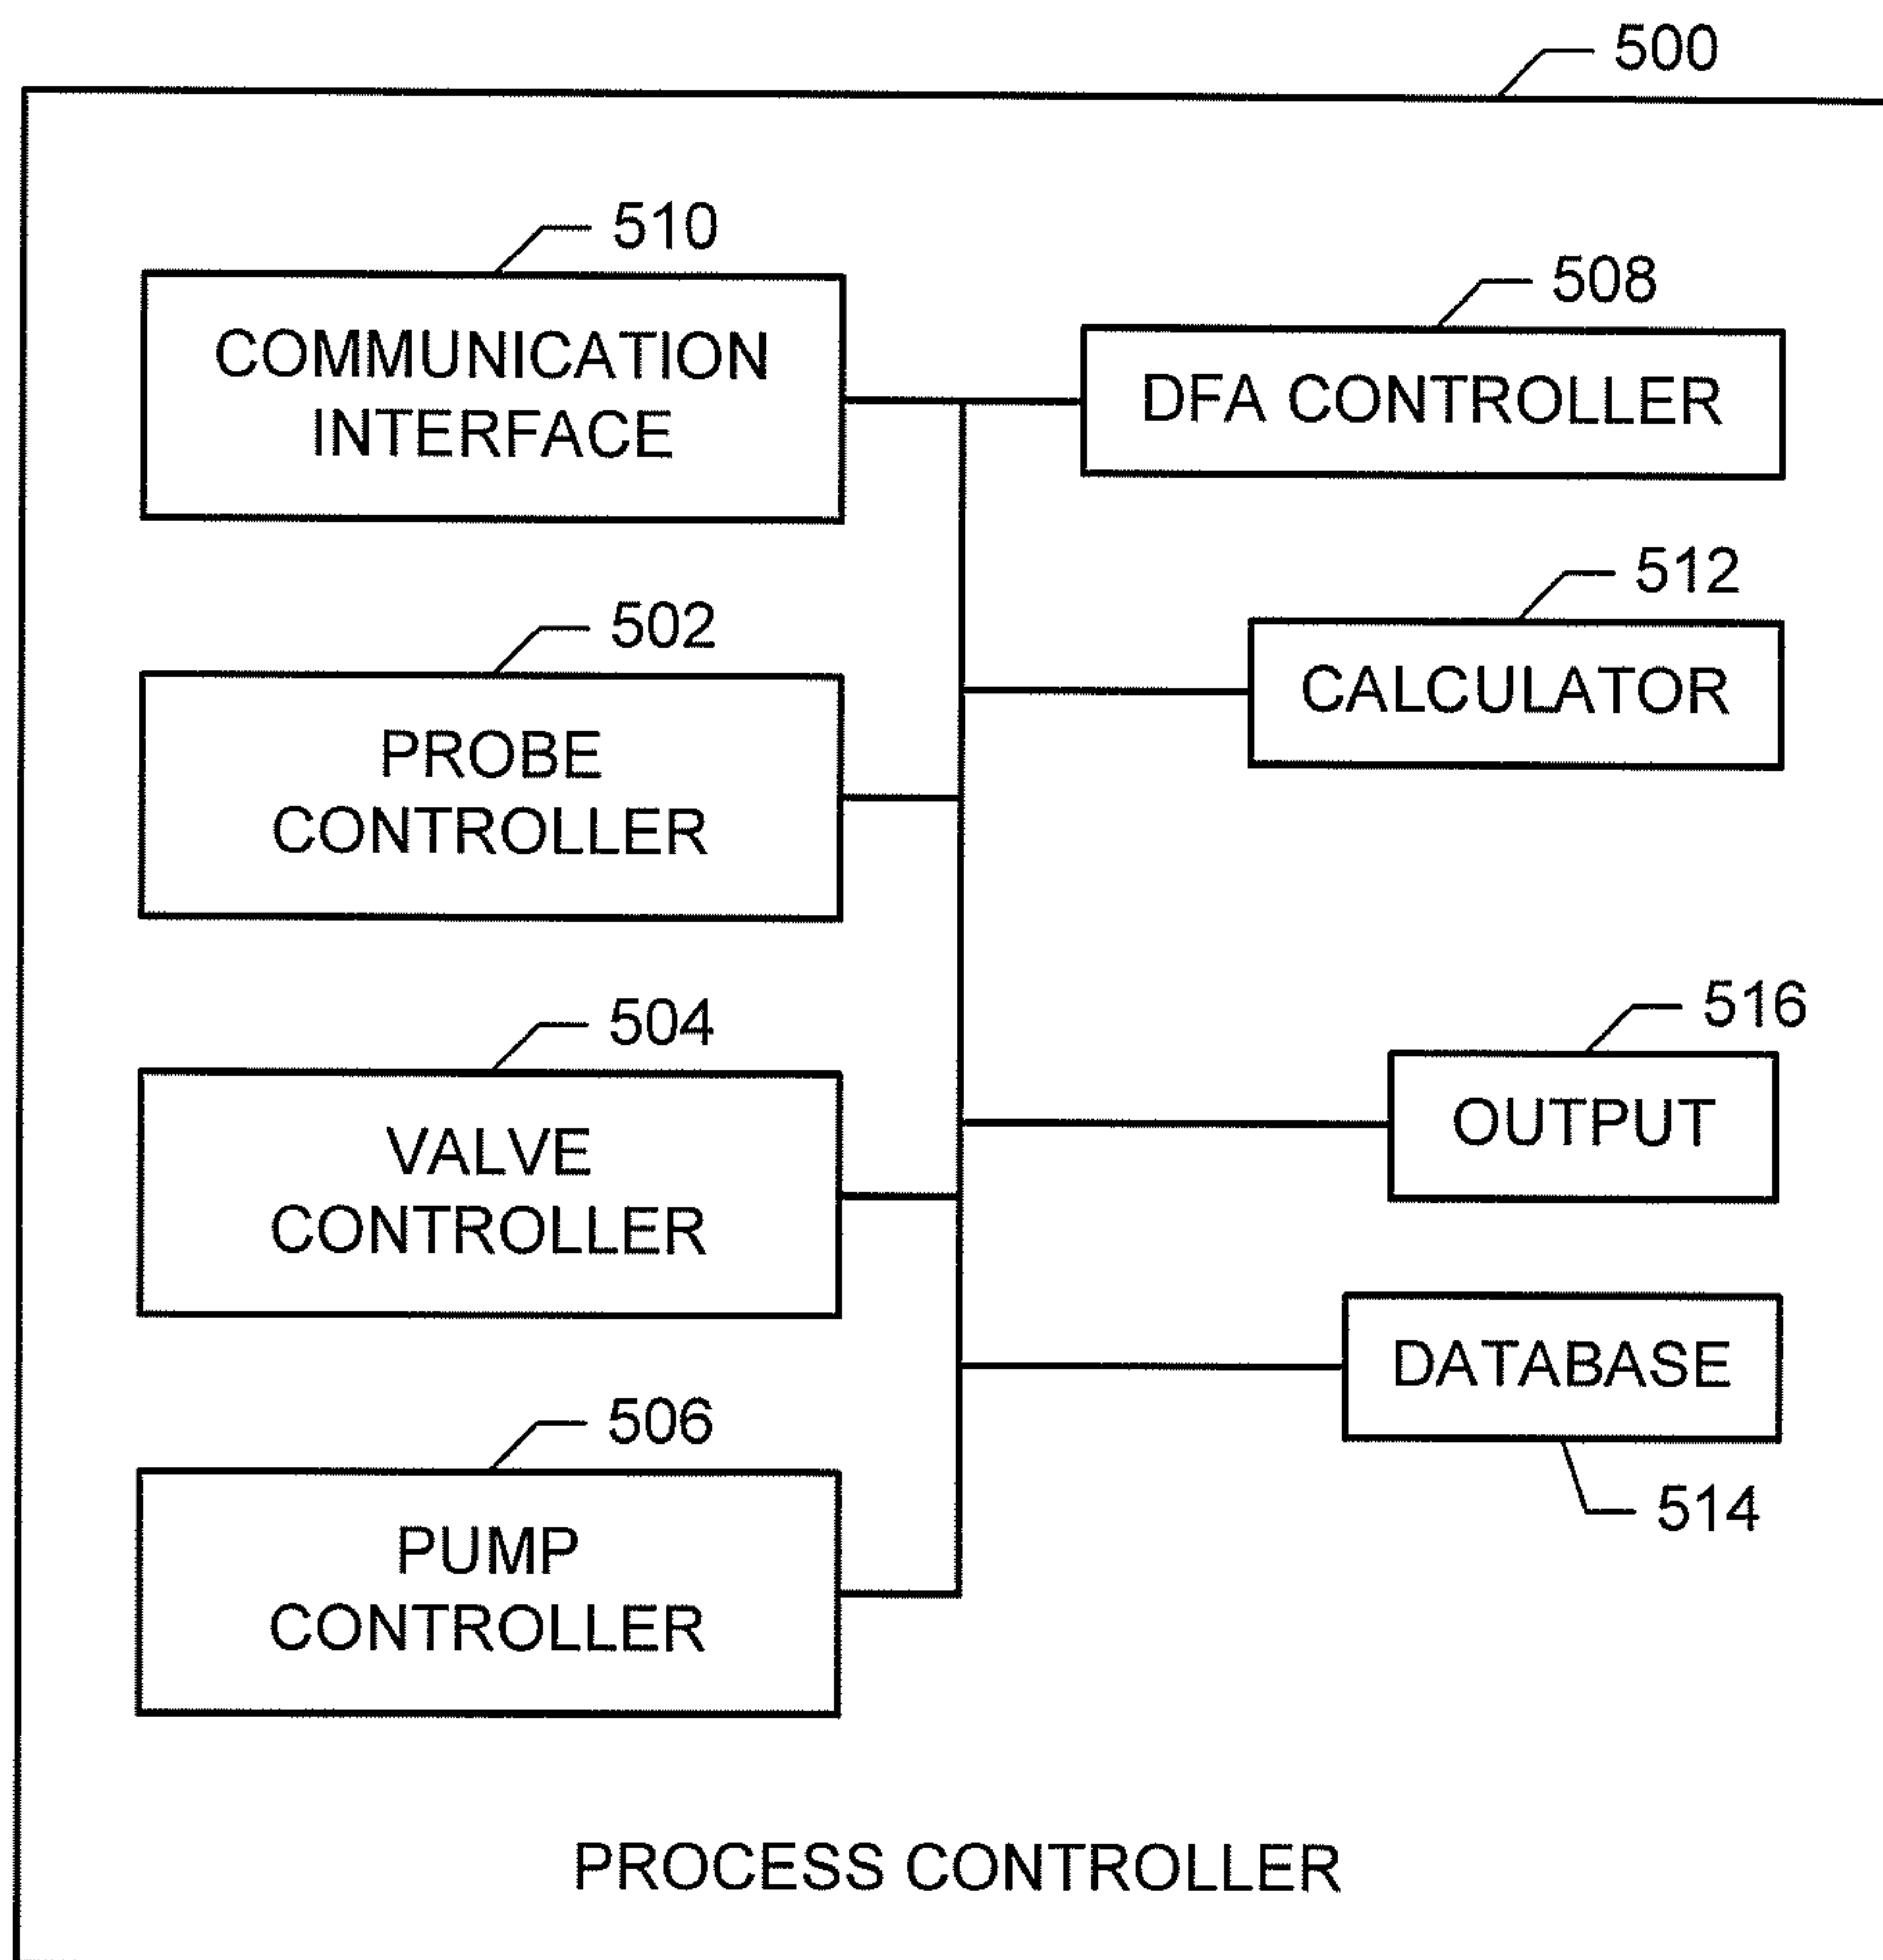 500
510
COMMUNICATION
INTERFACE
508
DFA CONTROLLER
512
CALCULATOR
502
PROBE
CONTROLLER
504
VALVE
CONTROLLER
516
OUTPUT
DATABASE
514
506
PUMP
CONTROLLER
PROCESS CONTROLLER